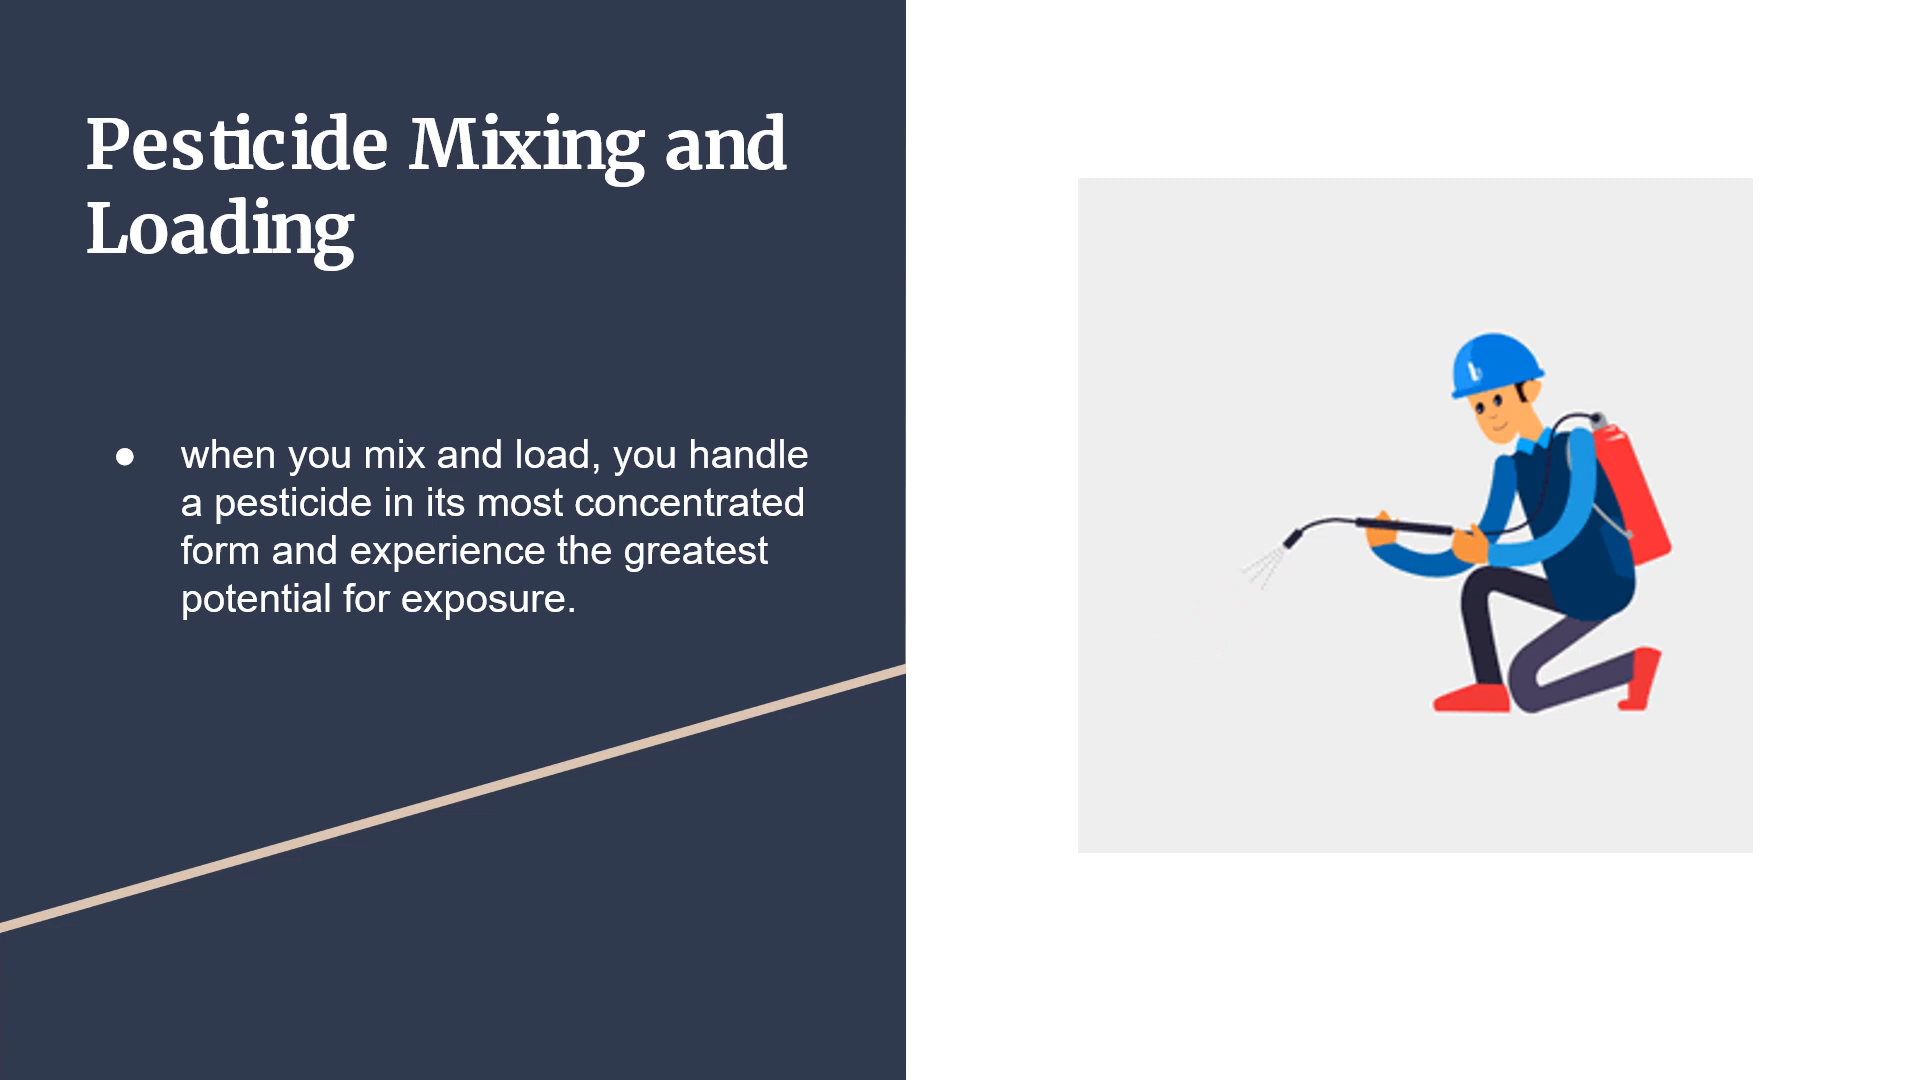 Pesticide Mixing and
Loading
● when you mix and load, you handle
a pesticide in its most concentrated
form and experience the greatest
potential for exposure.